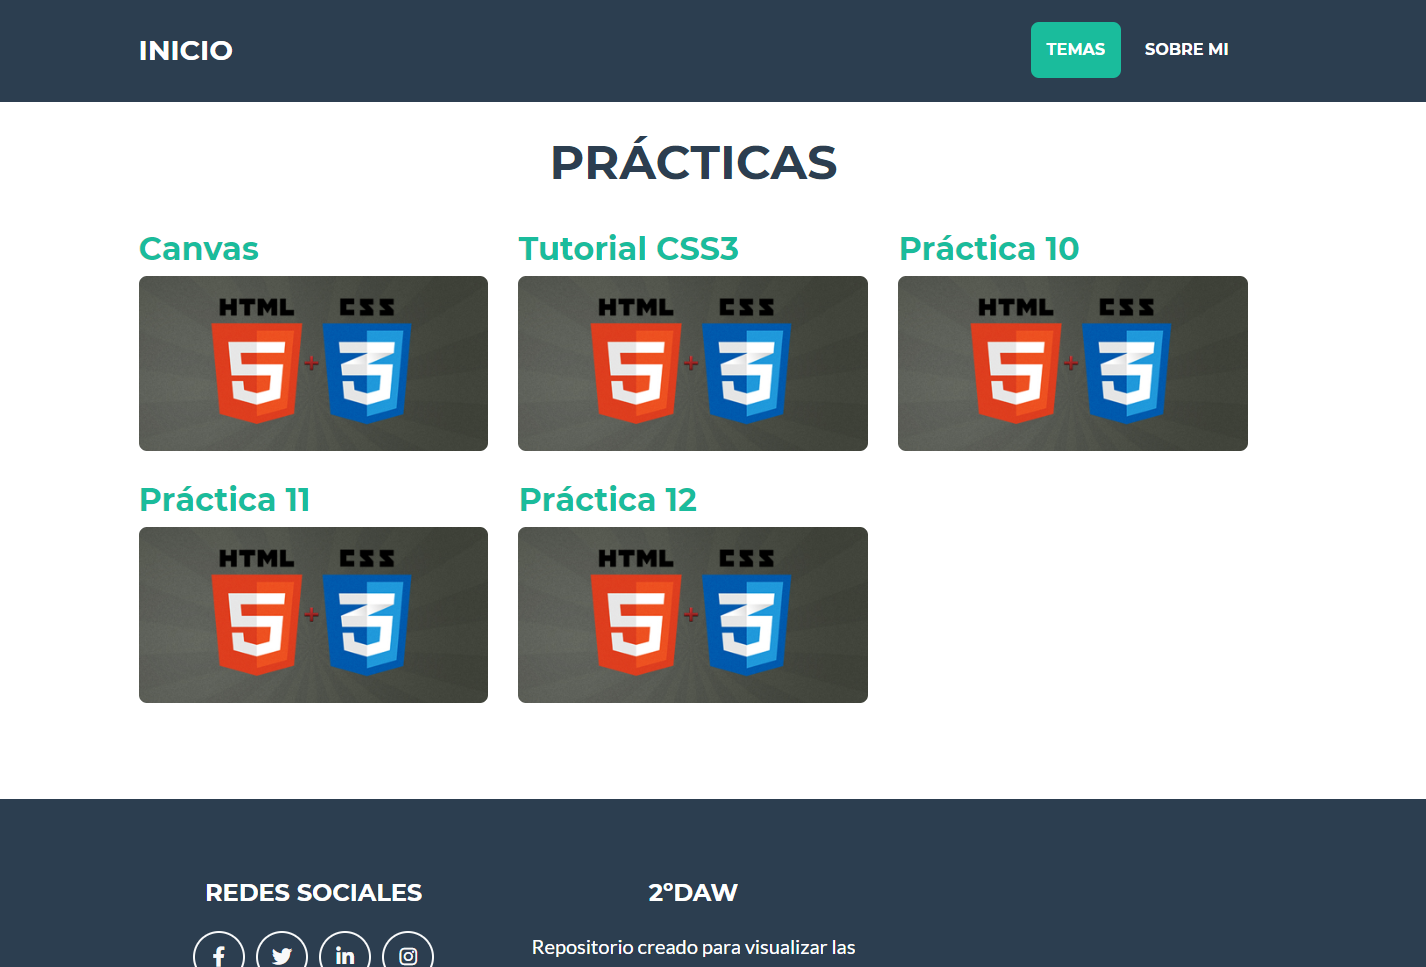 INICIO
TEMAS
SOBRE MI
PRÁCTICAS
Canvas
Tutorial CSS3
Práctica 10
HTML CSS
5 + 3
HTML CSS
5 + 3
HTML CSS
5 + 3
Práctica 11
Práctica 12
HTML CSS
5 + 3
HTML CSS
5 + 3
REDES SOCIALES
2ºDAW
Repositorio creado para visualizar las